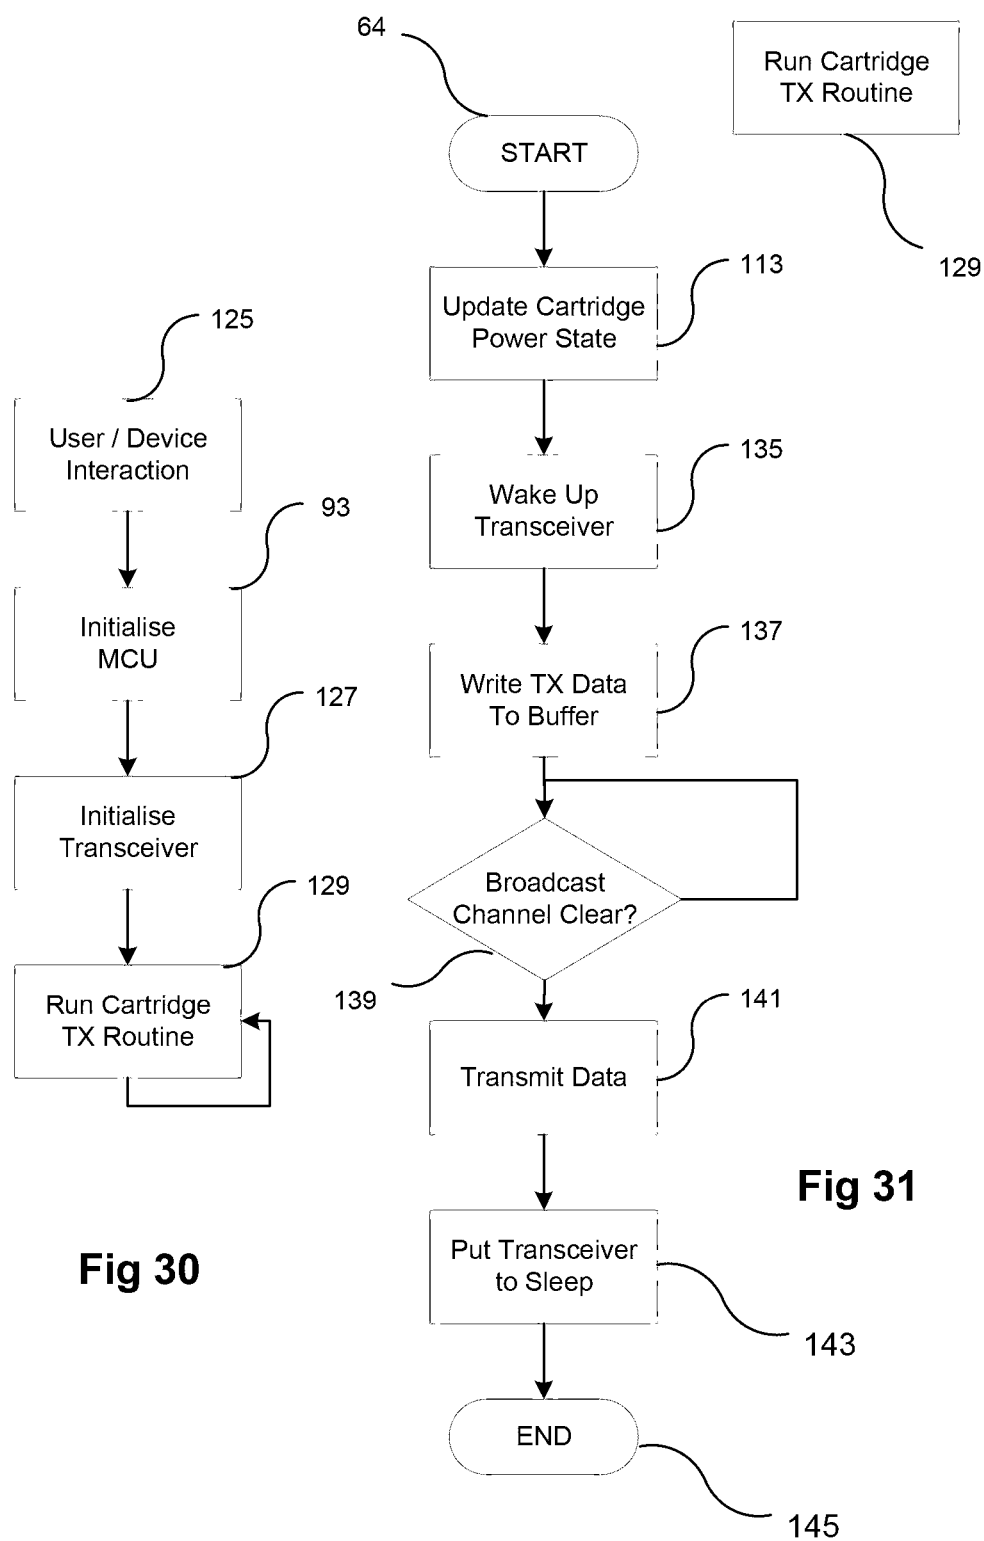 125
User / Device
Interaction
93
Initialise
MCU
127
Initialise
Transceiver
129
Run Cartridge
TX Routine
Fig 30
64
START
Run Cartridge
TX Routine
129
113
Update Cartridge
Power State
135
Wake Up
Transceiver
137
Write TX Data
To Buffer
Broadcast
Channel Clear?
139
141
Transmit Data
Fig 31
Put Transceiver
to Sleep
143
END
145